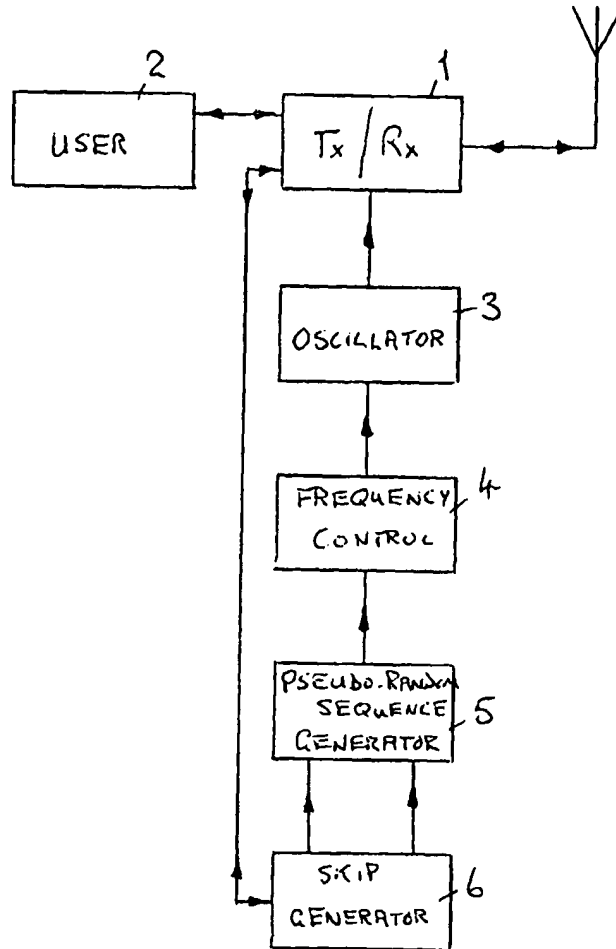 2
USER
1
Tx / Rx
3
OSCILLATOR
4
FREQUENCY
CONTROL
PSEUDO-RANDOM
SEQUENCE
GENERATOR
5
SKIP
GENERATOR
6